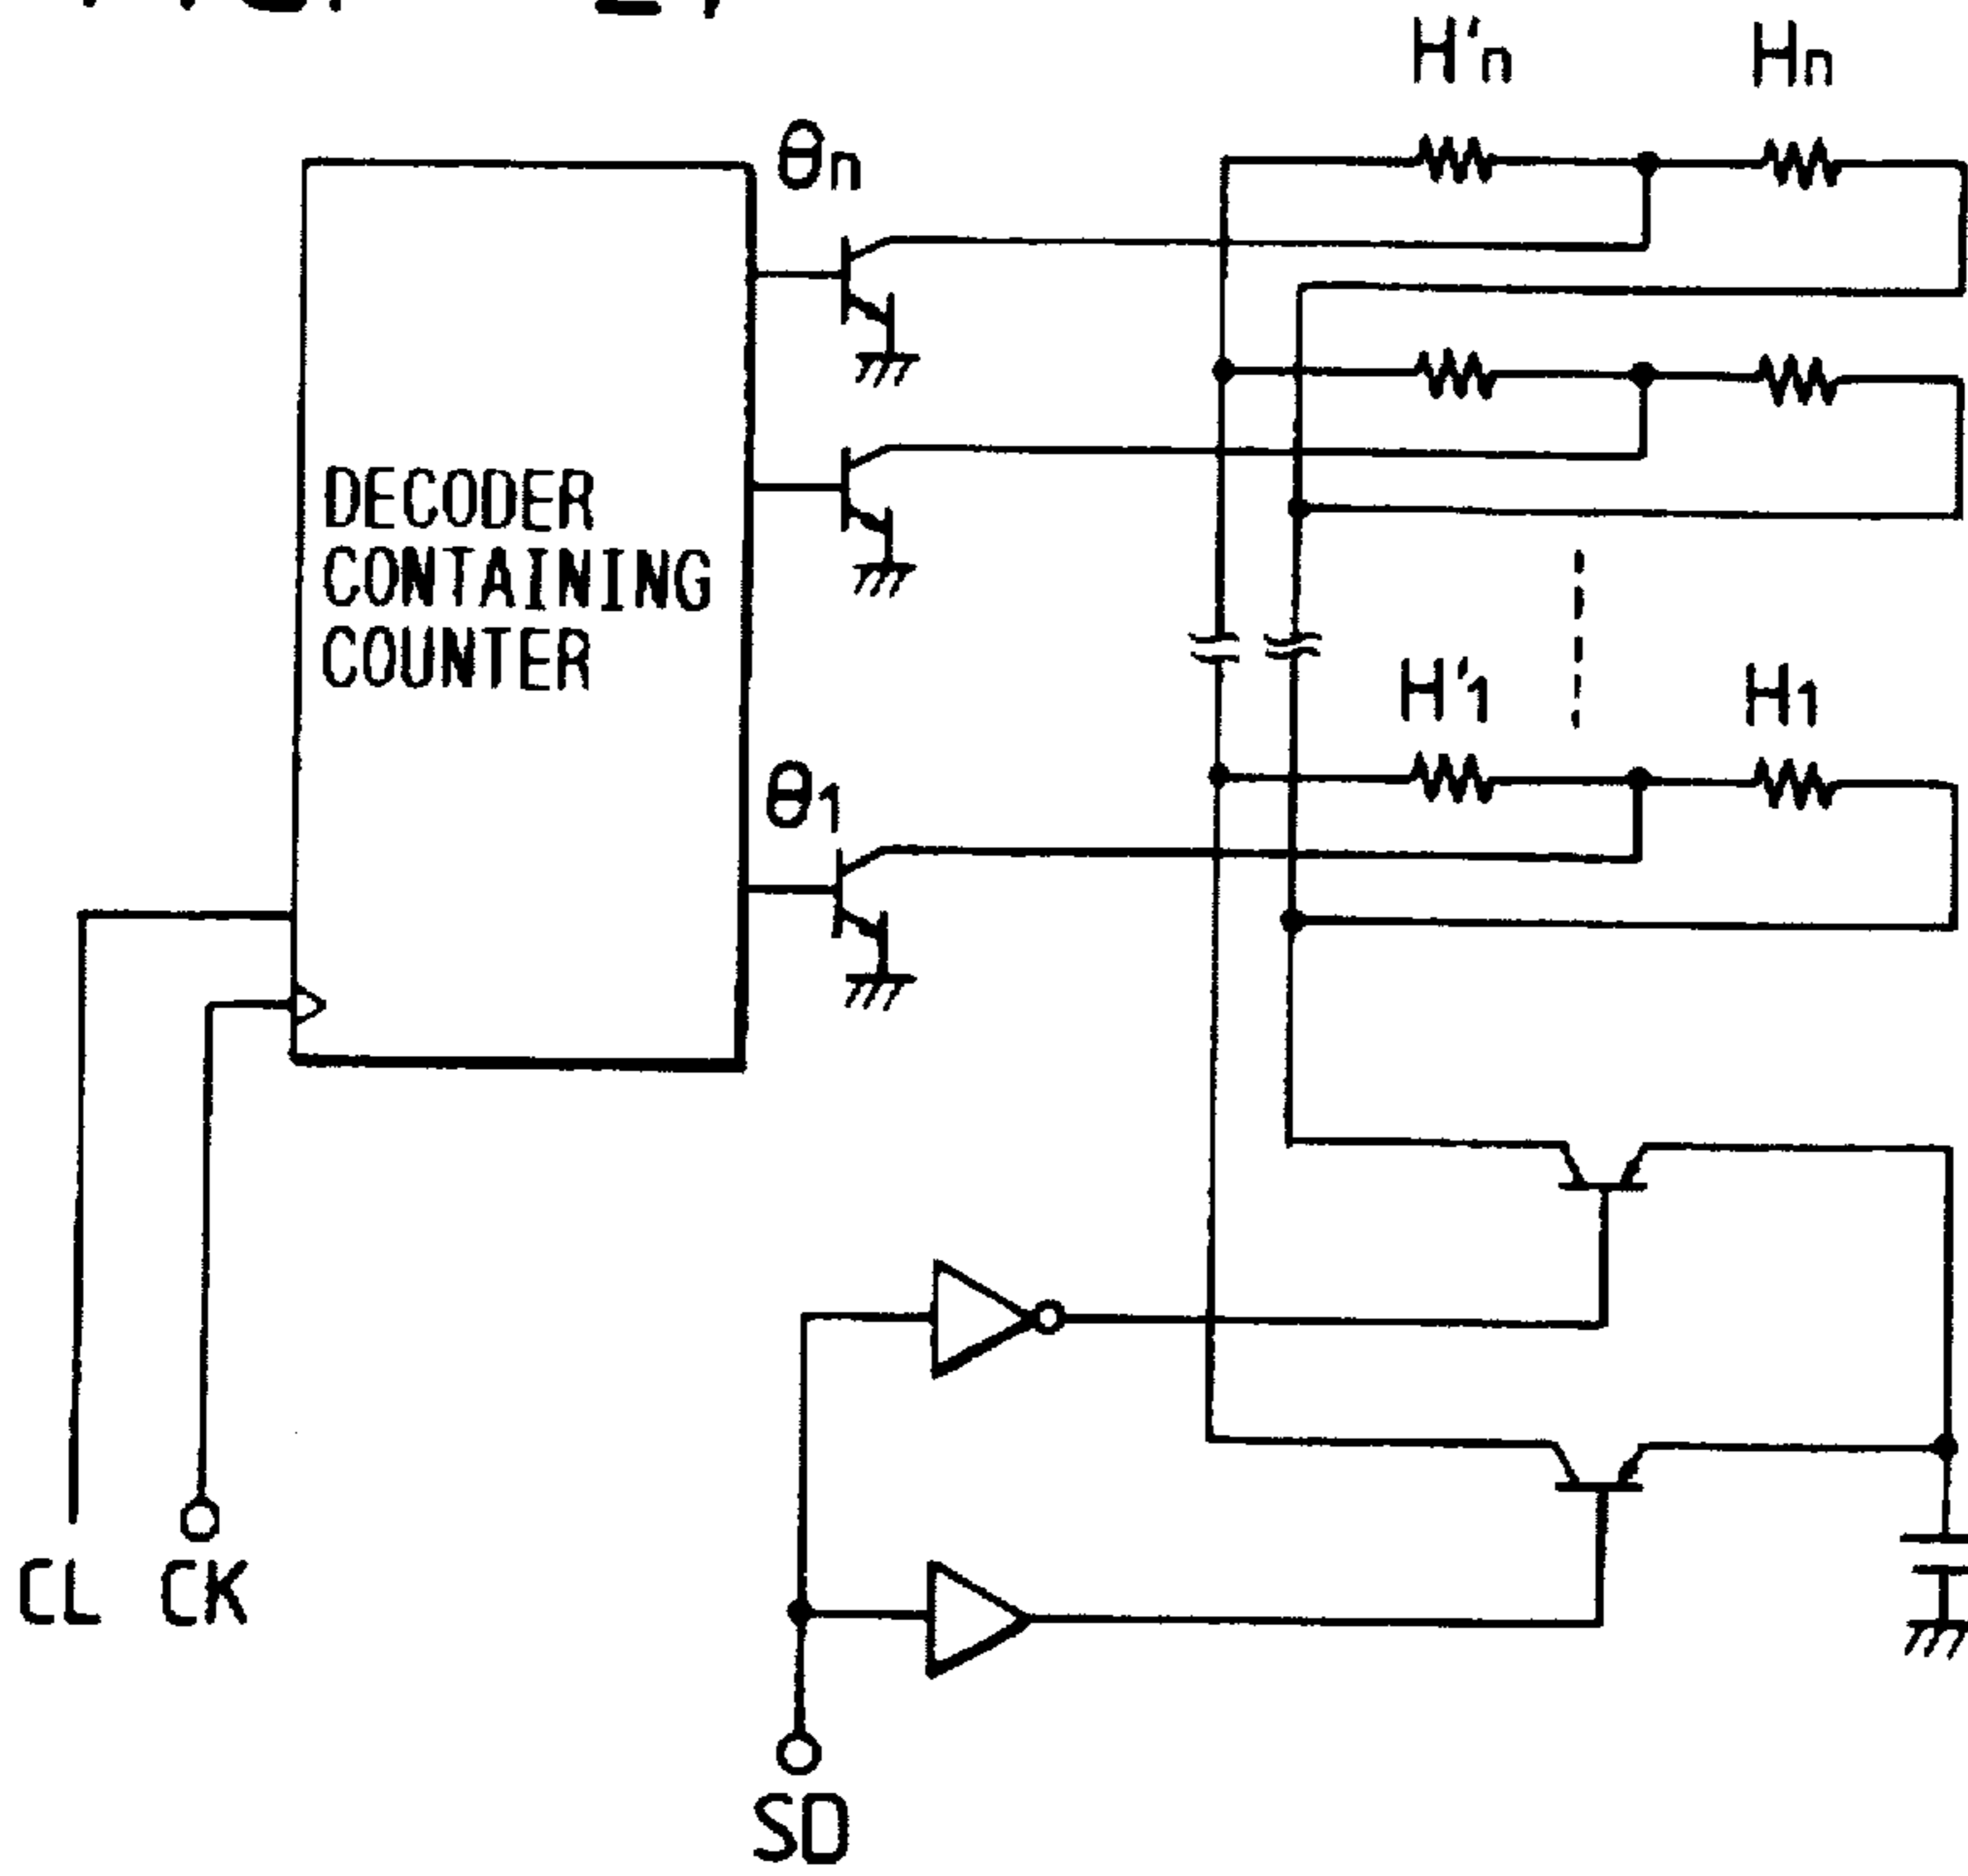 H'n Hn
θn
DECODER
CONTAINING
COUNTER
H'1 H1
θ1
CL CK
SD